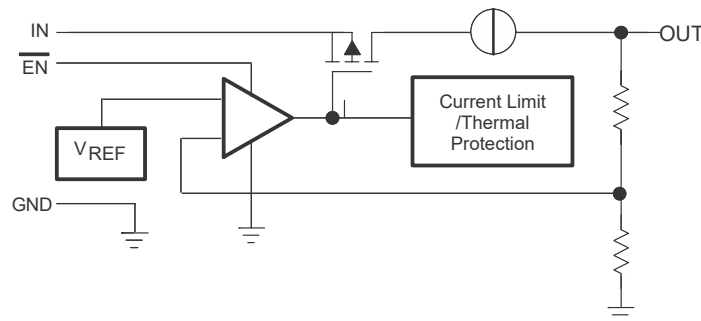 IN
OUT
EN
Current Limit
/Thermal
Protection
VREF
GND